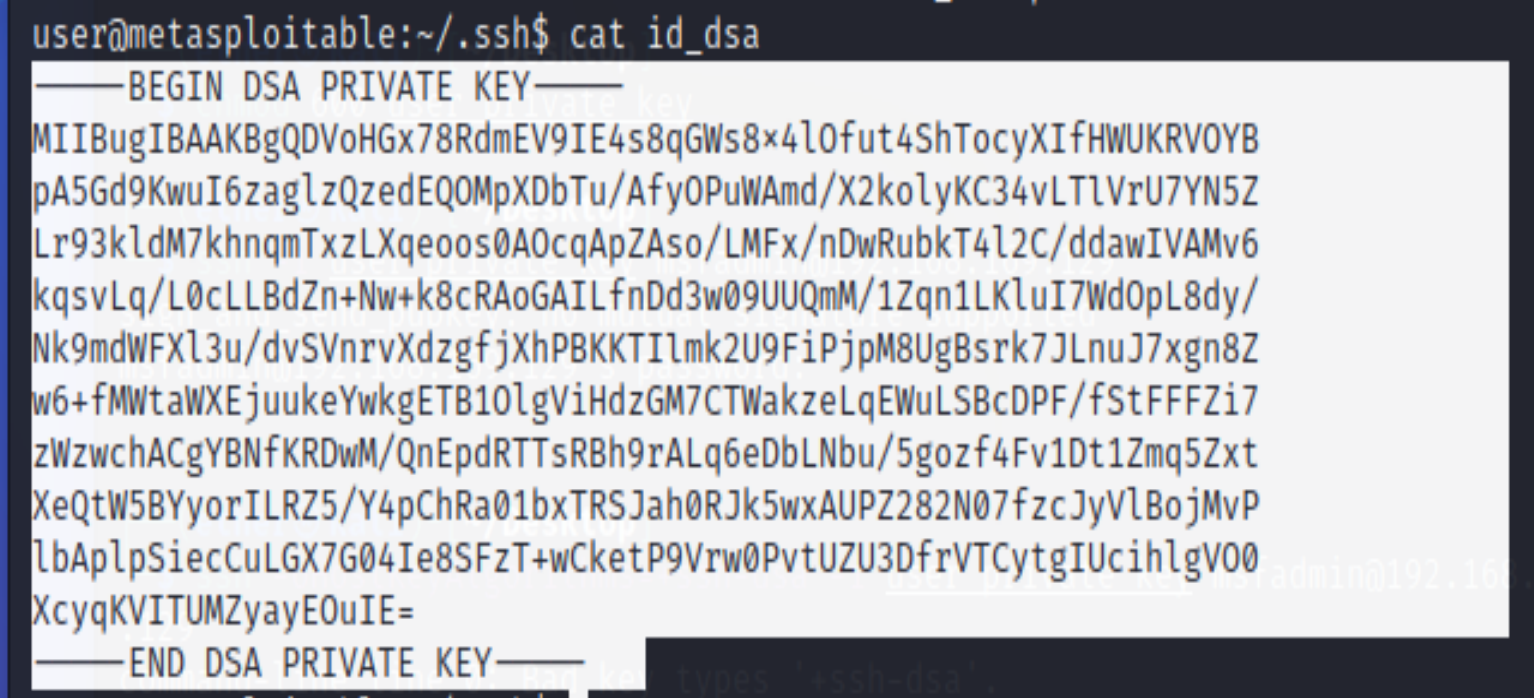 user@metasploitable:~/.ssh$ cat id_dsa
-----BEGIN DSA PRIVATE KEY-----
MIIBugIBAAKBgQDVoHGx78RdmEV9IE4s8qGWs8x4lOfut4ShTocyXIfHWUKRVOYB
pA5Gd9KwuI6zaglzQzedEQOMpXDbTu/AfyOPuWAmd/X2kolyKC34vLTlVrU7YN5Z
Lr93kldM7khnqmTxzLXqeoos0AOcqApZAso/LMFx/nDwRubkT4l2C/ddawIVAMv6
kqsvLq/L0cLLBdZn+Nw+k8cRAoGAILfnDd3w09UUQmM/1Zqn1LKluI7WdOpL8dy/
Nk9mdWFXl3u/dvSVnrvXdzgfjXhPBKKTIlmk2U9FiPjpM8UgBsrk7JLnuJ7xgn8Z
w6+fMWtaWXEjuukeYwkgETB1OlgViHdzGM7CTWakzeLqEWuLSBcDPF/fStFFFZi7
zWzwchACgYBNfKRDwM/QnEpdRTTsRBh9rALq6eDbLNbu/5gozf4Fv1Dt1Zmq5Zxt
XeQtW5BYyorILRZ5/Y4pChRa01bxTRSJah0RJk5wxAUPZ282N07fzcJyVlBojMvP
lbAplpSiecCuLGX7G04Ie8SFzT+wCketP9Vrw0PvtUZU3DfrVTCytgIUcihlgVO0
XcyqKVITUMZyayEOuIE=
-----END DSA PRIVATE KEY-----